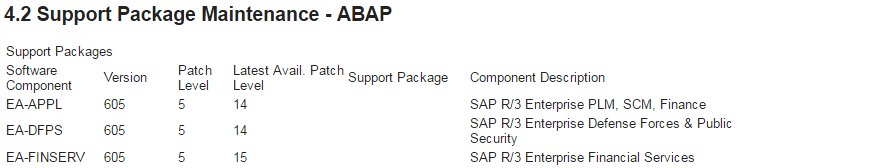 4.2 Support Package Maintenance - ABAP
Support Packages
Software Component Version Patch Level Latest Avail. Patch Level Support Package Component Description
EA-APPL 605 5 14 SAP R/3 Enterprise PLM, SCM, Finance
EA-DFPS 605 5 14 SAP R/3 Enterprise Defense Forces & Public Security
EA-FINSERV 605 5 15 SAP R/3 Enterprise Financial Services